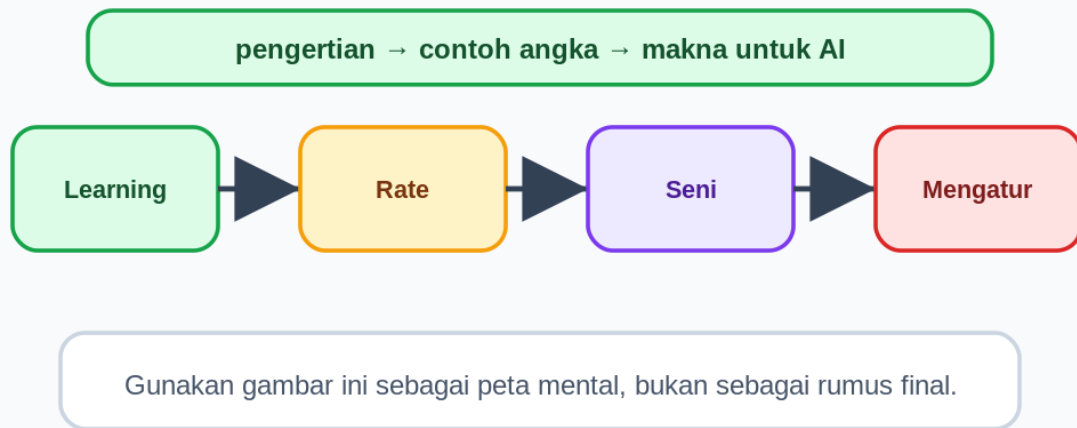 pengertian → contoh angka → makna untuk AI
Learning
Rate
Seni
Mengatur
Gunakan gambar ini sebagai peta mental, bukan sebagai rumus final.